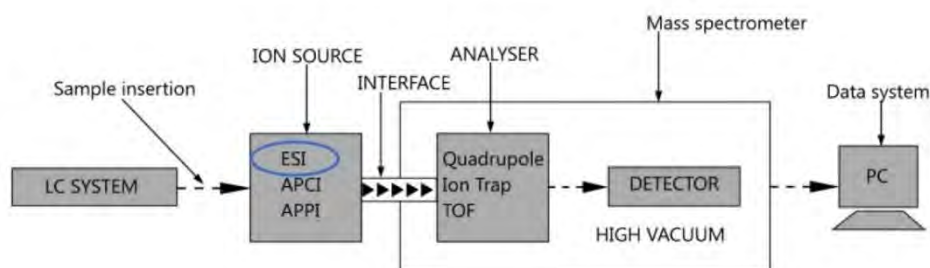 Mass spectrometer
ION SOURCE
ANALYSER
INTERFACE
Sample insertion
Data system
LC SYSTEM
ESI
APCI
APPI
Quadrupole
Ion Trap
TOF
DETECTOR
HIGH VACUUM
PC